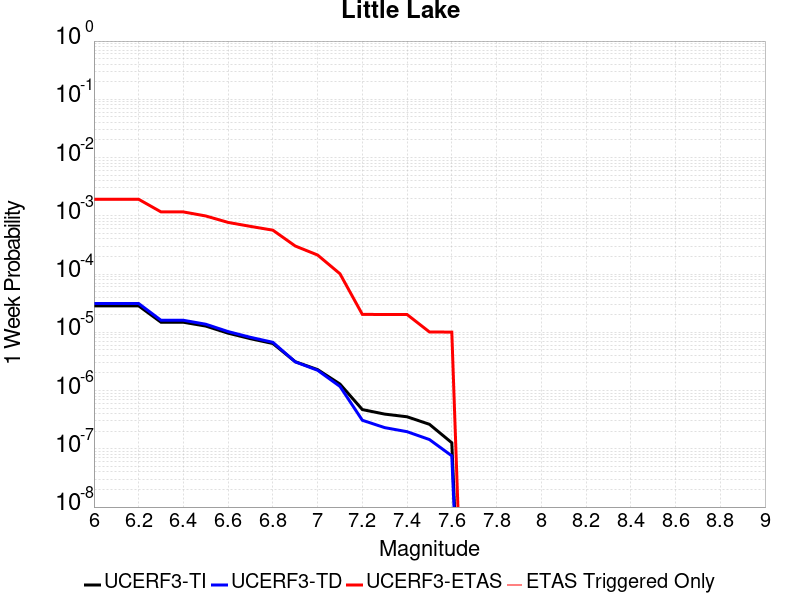 Little Lake
10 0
10 -1
10 -2
10 -3
10 -4
10 -5
10 -6
10 -7
10 -8
1 Week Probability
6 6.2 6.4 6.6 6.8 7 7.2 7.4 7.6 7.8 8 8.2 8.4 8.6 8.8 9
Magnitude
UCERF3-TI UCERF3-TD UCERF3-ETAS ETAS Triggered Only